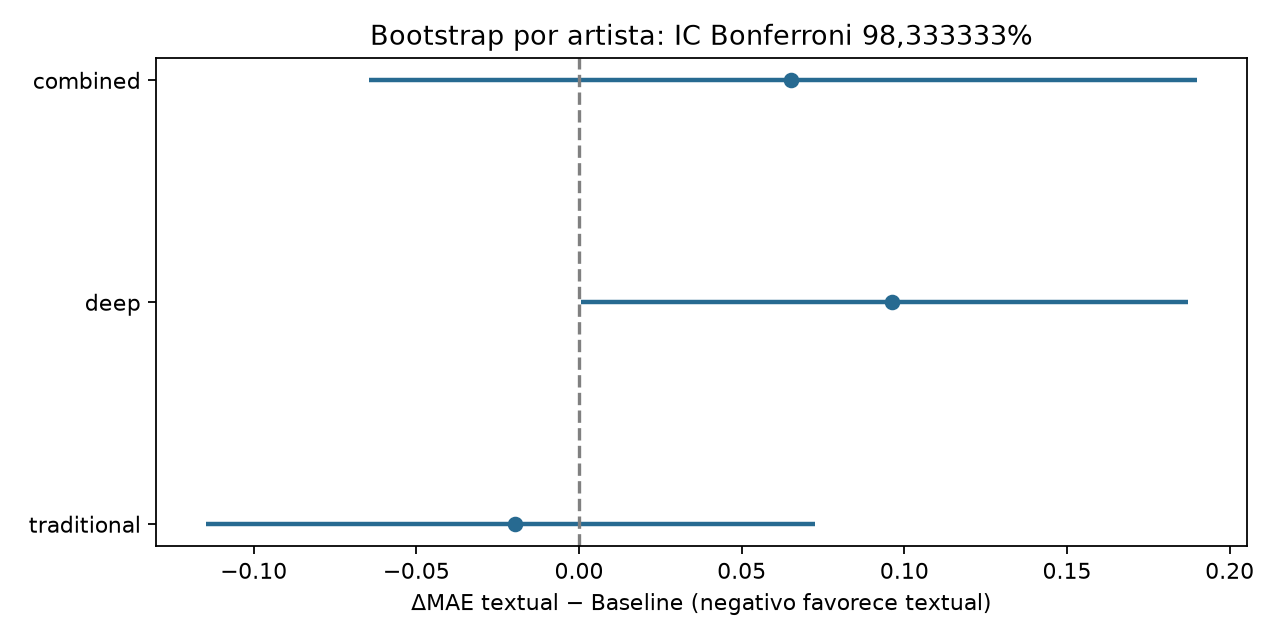 Bootstrap por artista: IC Bonferroni 98,333333%
combined
deep
traditional
−0.10 −0.05 0.00 0.05 0.10 0.15 0.20
ΔMAE textual − Baseline (negativo favorece textual)